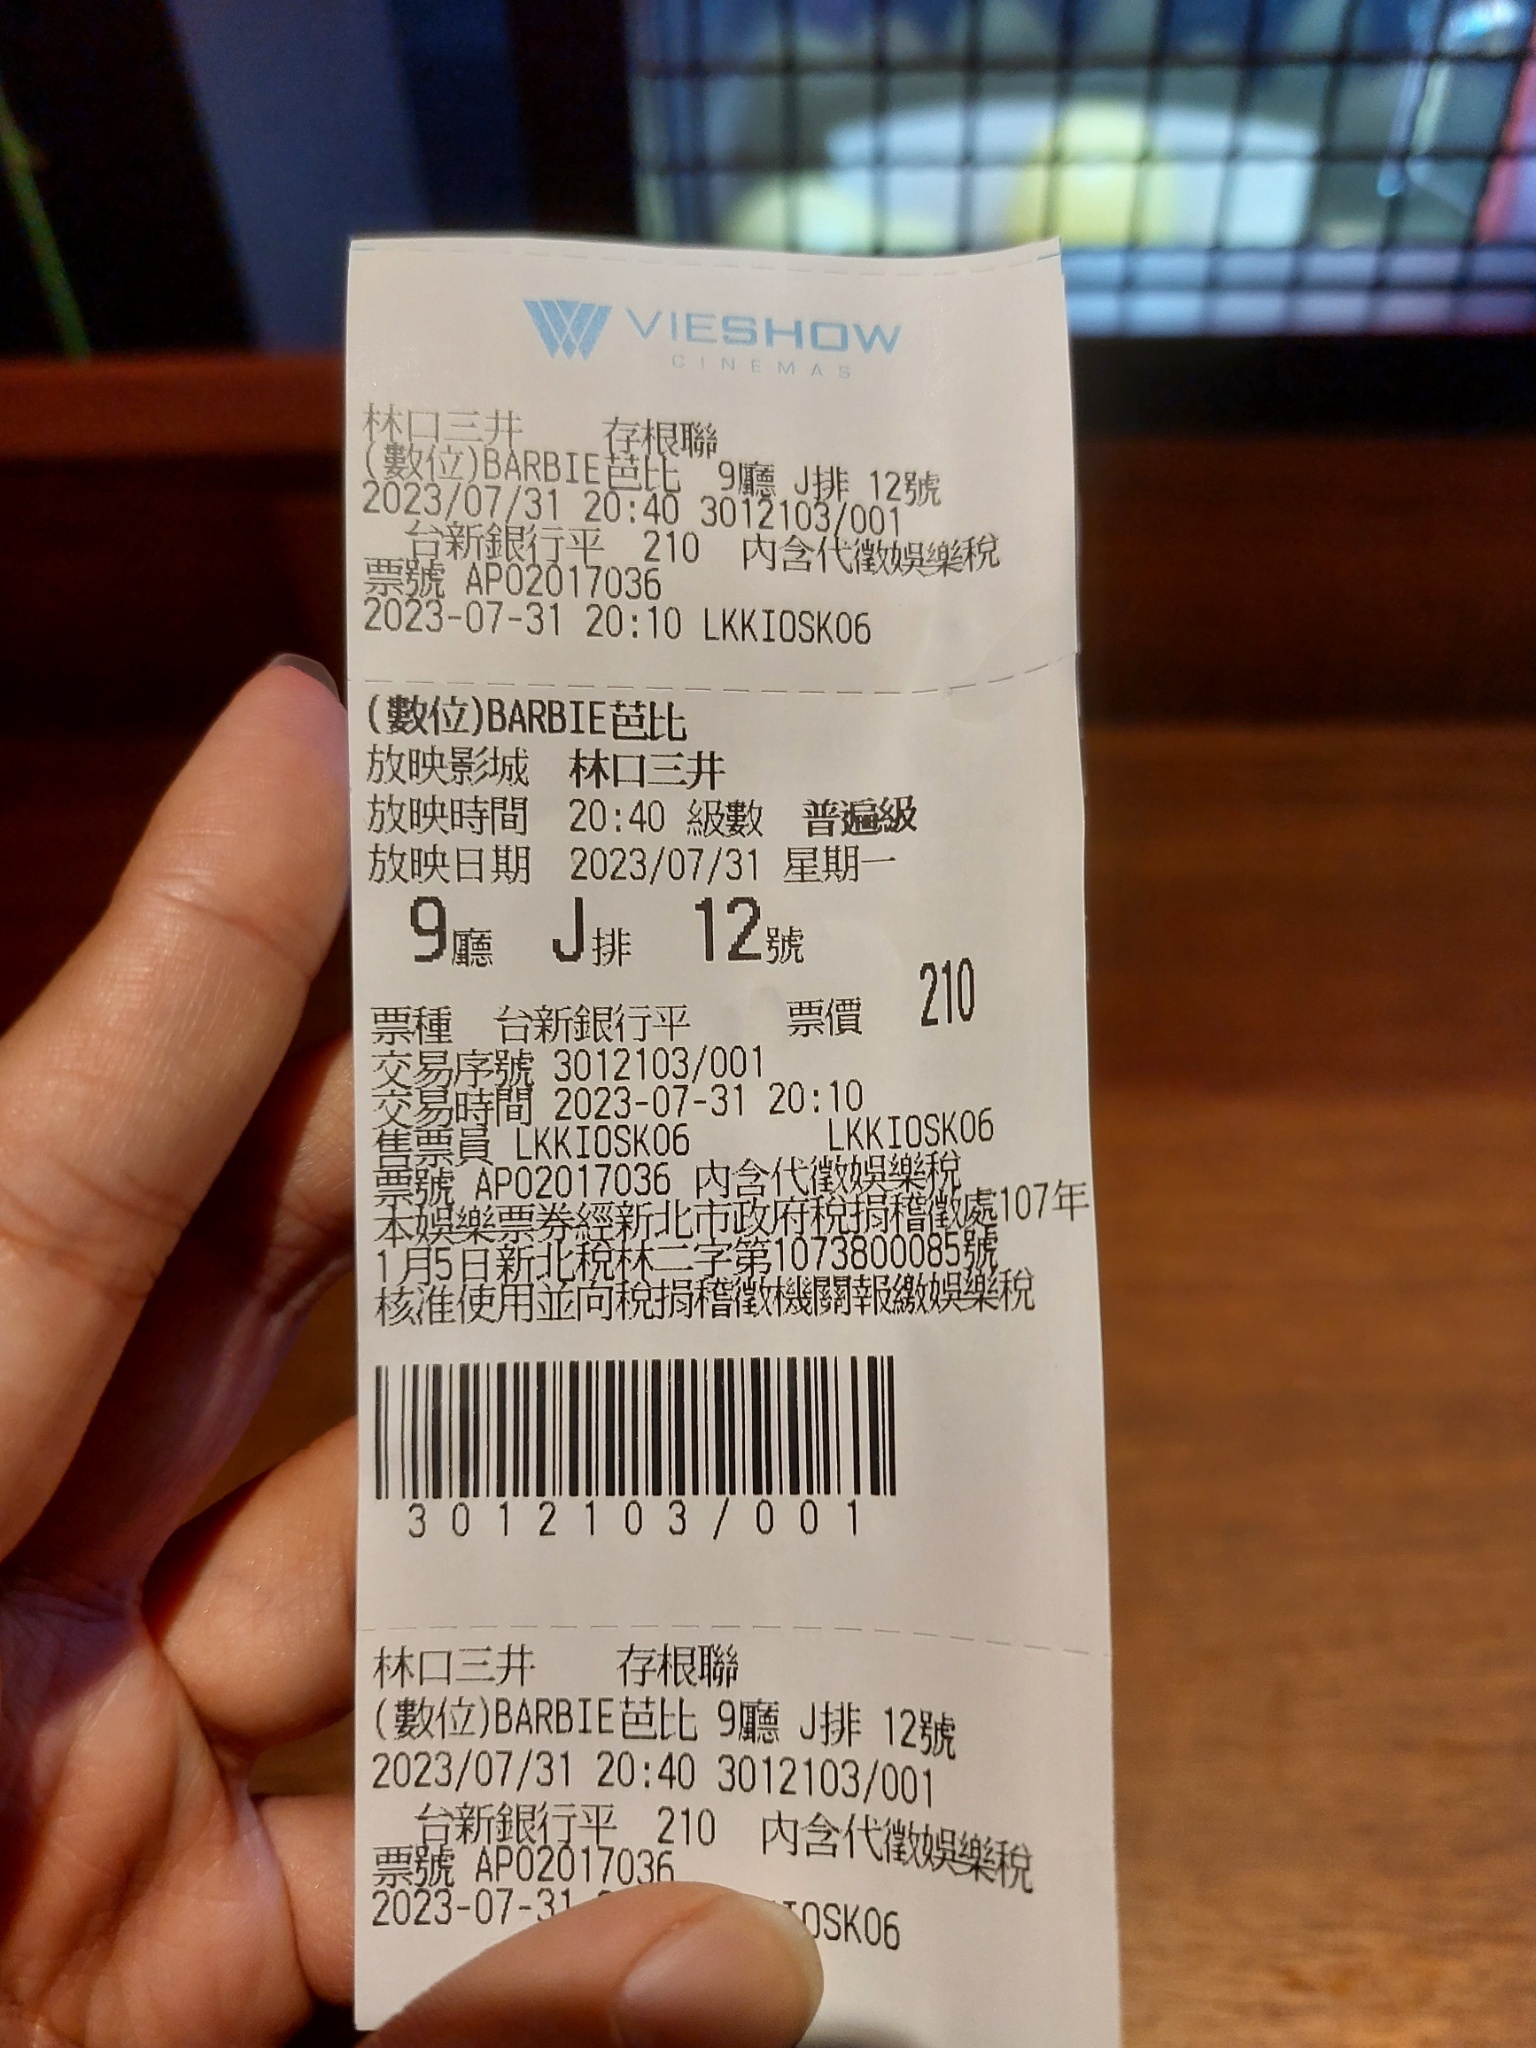 VIESHOW
CINEMAS
林口三井 存根聯
(數位)BARBIE芭比 9廳 J排 12號
2023/07/31 20:40 3012103/001
台新銀行平 210 內含代徵娛樂稅
票號 AP02017036
2023-07-31 20:10 LKKIOSK06
(數位)BARBIE芭比
放映影城 林口三井
放映時間 20:40 級數 普遍級
放映日期 2023/07/31 星期一
9廳 J排 12號
票種 台新銀行平 票價 210
交易序號 3012103/001
交易時間 2023-07-31 20:10
售票員 LKKIOSK06 LKKIOSK06
票號 AP02017036 內含代徵娛樂稅
本娛樂票券經新北市政府稅捐稽徵處107年
1月5日新北稅林二字第1073800085號
核准使用並向稅捐稽徵機關報繳娛樂稅
3012103/001
林口三井 存根聯
(數位)BARBIE芭比 9廳 J排 12號
2023/07/31 20:40 3012103/001
台新銀行平 210 內含代徵娛樂稅
票號 AP02017036
2023-07-31 IOSK06